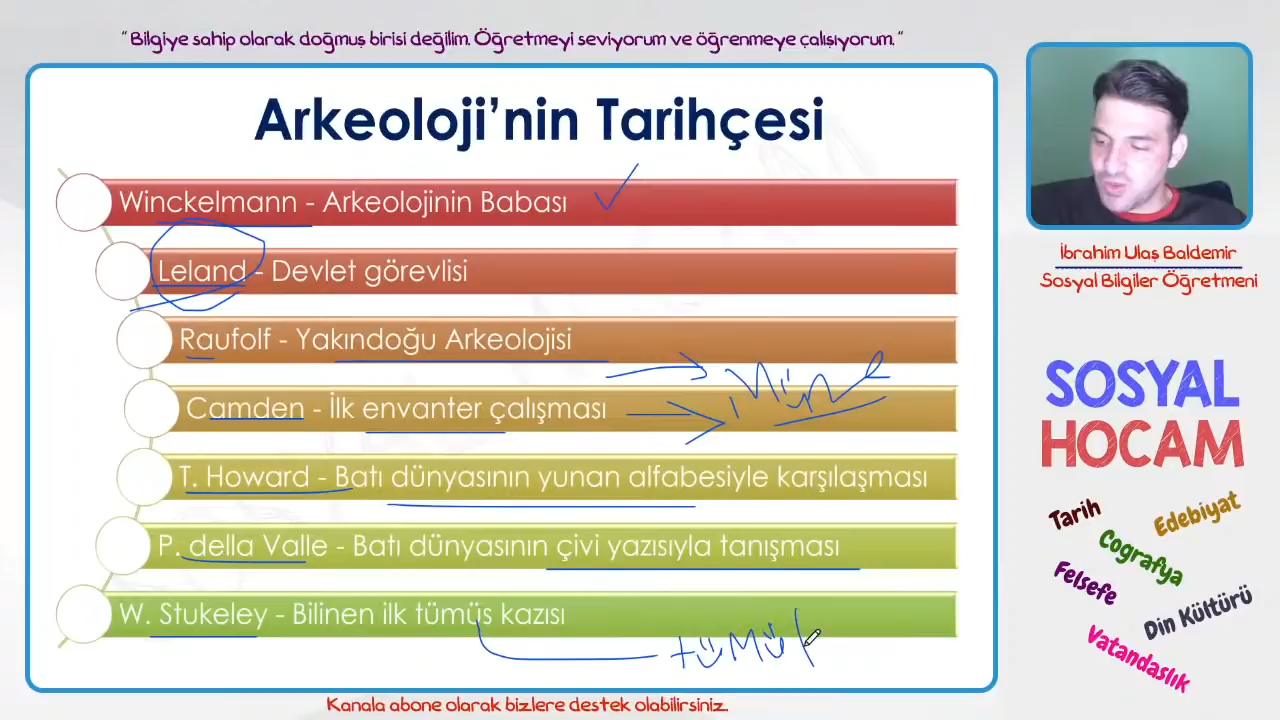 “Bilgiye sahip olarak doğmuş birisi değilim. Öğretmeyi seviyorum ve öğrenmeye çalışıyorum.”
Arkeoloji’nin Tarihçesi
Winckelmann - Arkeolojinin Babası
Leland - Devlet görevlisi
Raufolf - Yakındoğu Arkeolojisi
Camden - İlk envanter çalışması
T. Howard - Batı dünyasının yunan alfabesiyle karşılaşması
P. della Valle - Batı dünyasının çivi yazısıyla tanışması
W. Stukeley - Bilinen ilk tümüs kazısı
tümül
İbrahim Ulaş Baldemir
Sosyal Bilgiler Öğretmeni
SOSYAL
HOCAM
Tarih
Edebiyat
Coğrafya
Felsefe
Din Kültürü
Vatandaslık
Kanala abone olarak bizlere destek olabilirsiniz.